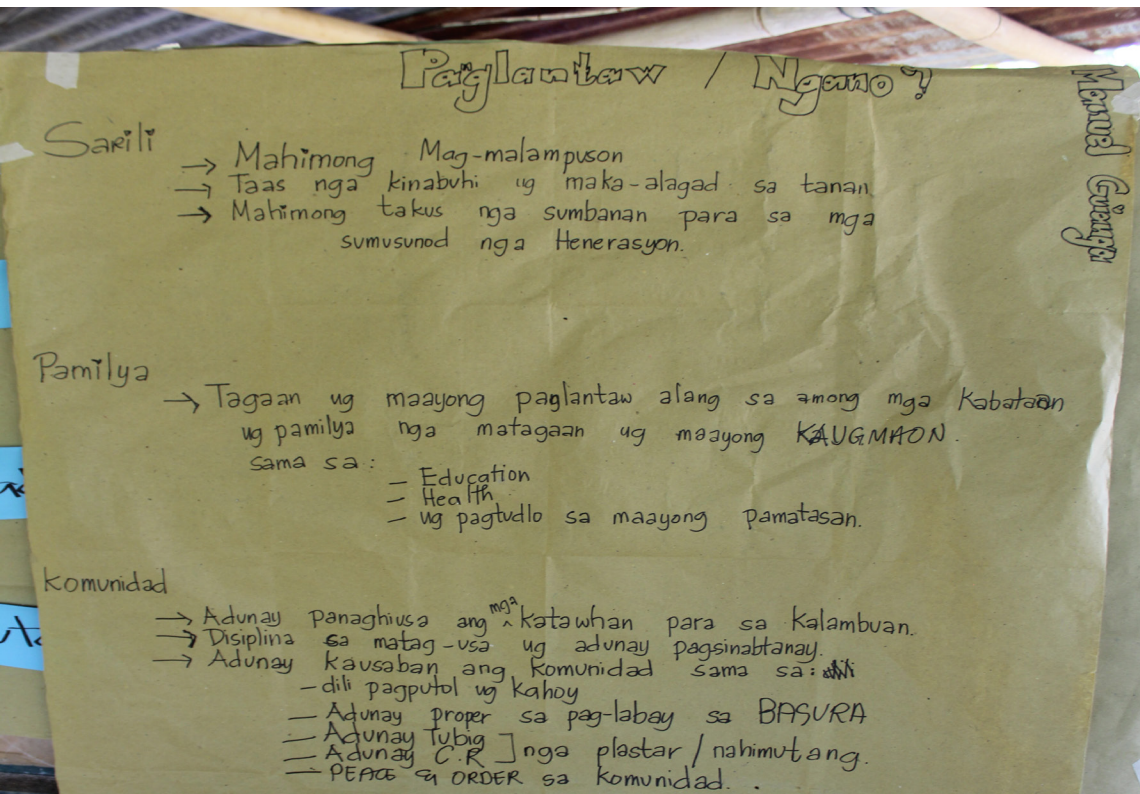 Paglantaw / Ngano?
Manuel Guianga
Sarili
→ Mahimong Mag-malampuson
→ Taas nga kinabuhi ug maka-alagad sa tanan.
→ Mahimong takus nga sumbanan para sa mga
sumusunod nga Henerasyon.
Pamilya
→ Tagaan ug maayong paglantaw alang sa among mga Kabataan
ug pamilya nga matagaan ug maayong KAUGMAON.
sama sa:
— Education
— Health
— ug pagtudlo sa maayong pamatasan.
Komunidad
→ Adunay panaghiusa ang mga katawhan para sa Kalambuan.
→ Disiplina sa matag-usa ug adunay pagsinabtanay.
→ Adunay kausaban ang komunidad sama sa:
— dili pagputol ug kahoy
— Adunay proper sa pag-labay sa BASURA
— Adunay Tubig
— Adunay C.R ] nga plastar / nahimutang.
— PEACE & ORDER sa komunidad.